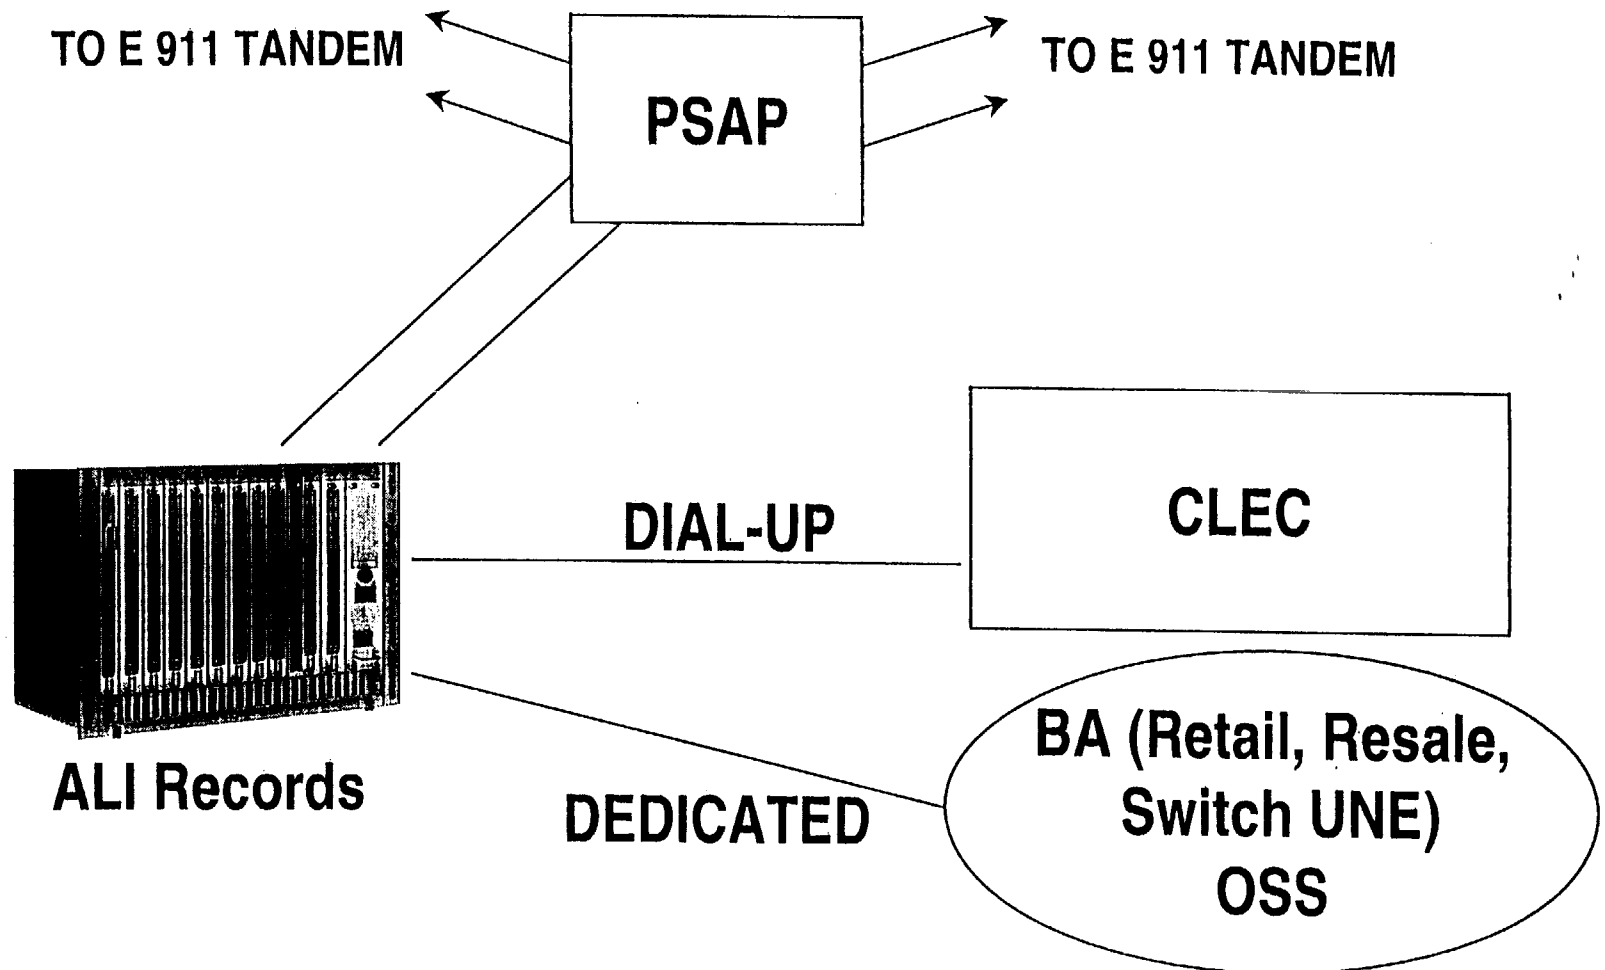 TO E 911 TANDEM
TO E 911 TANDEM
PSAP
DIAL-UP
CLEC
ALI Records
DEDICATED
BA (Retail, Resale,
Switch UNE)
OSS